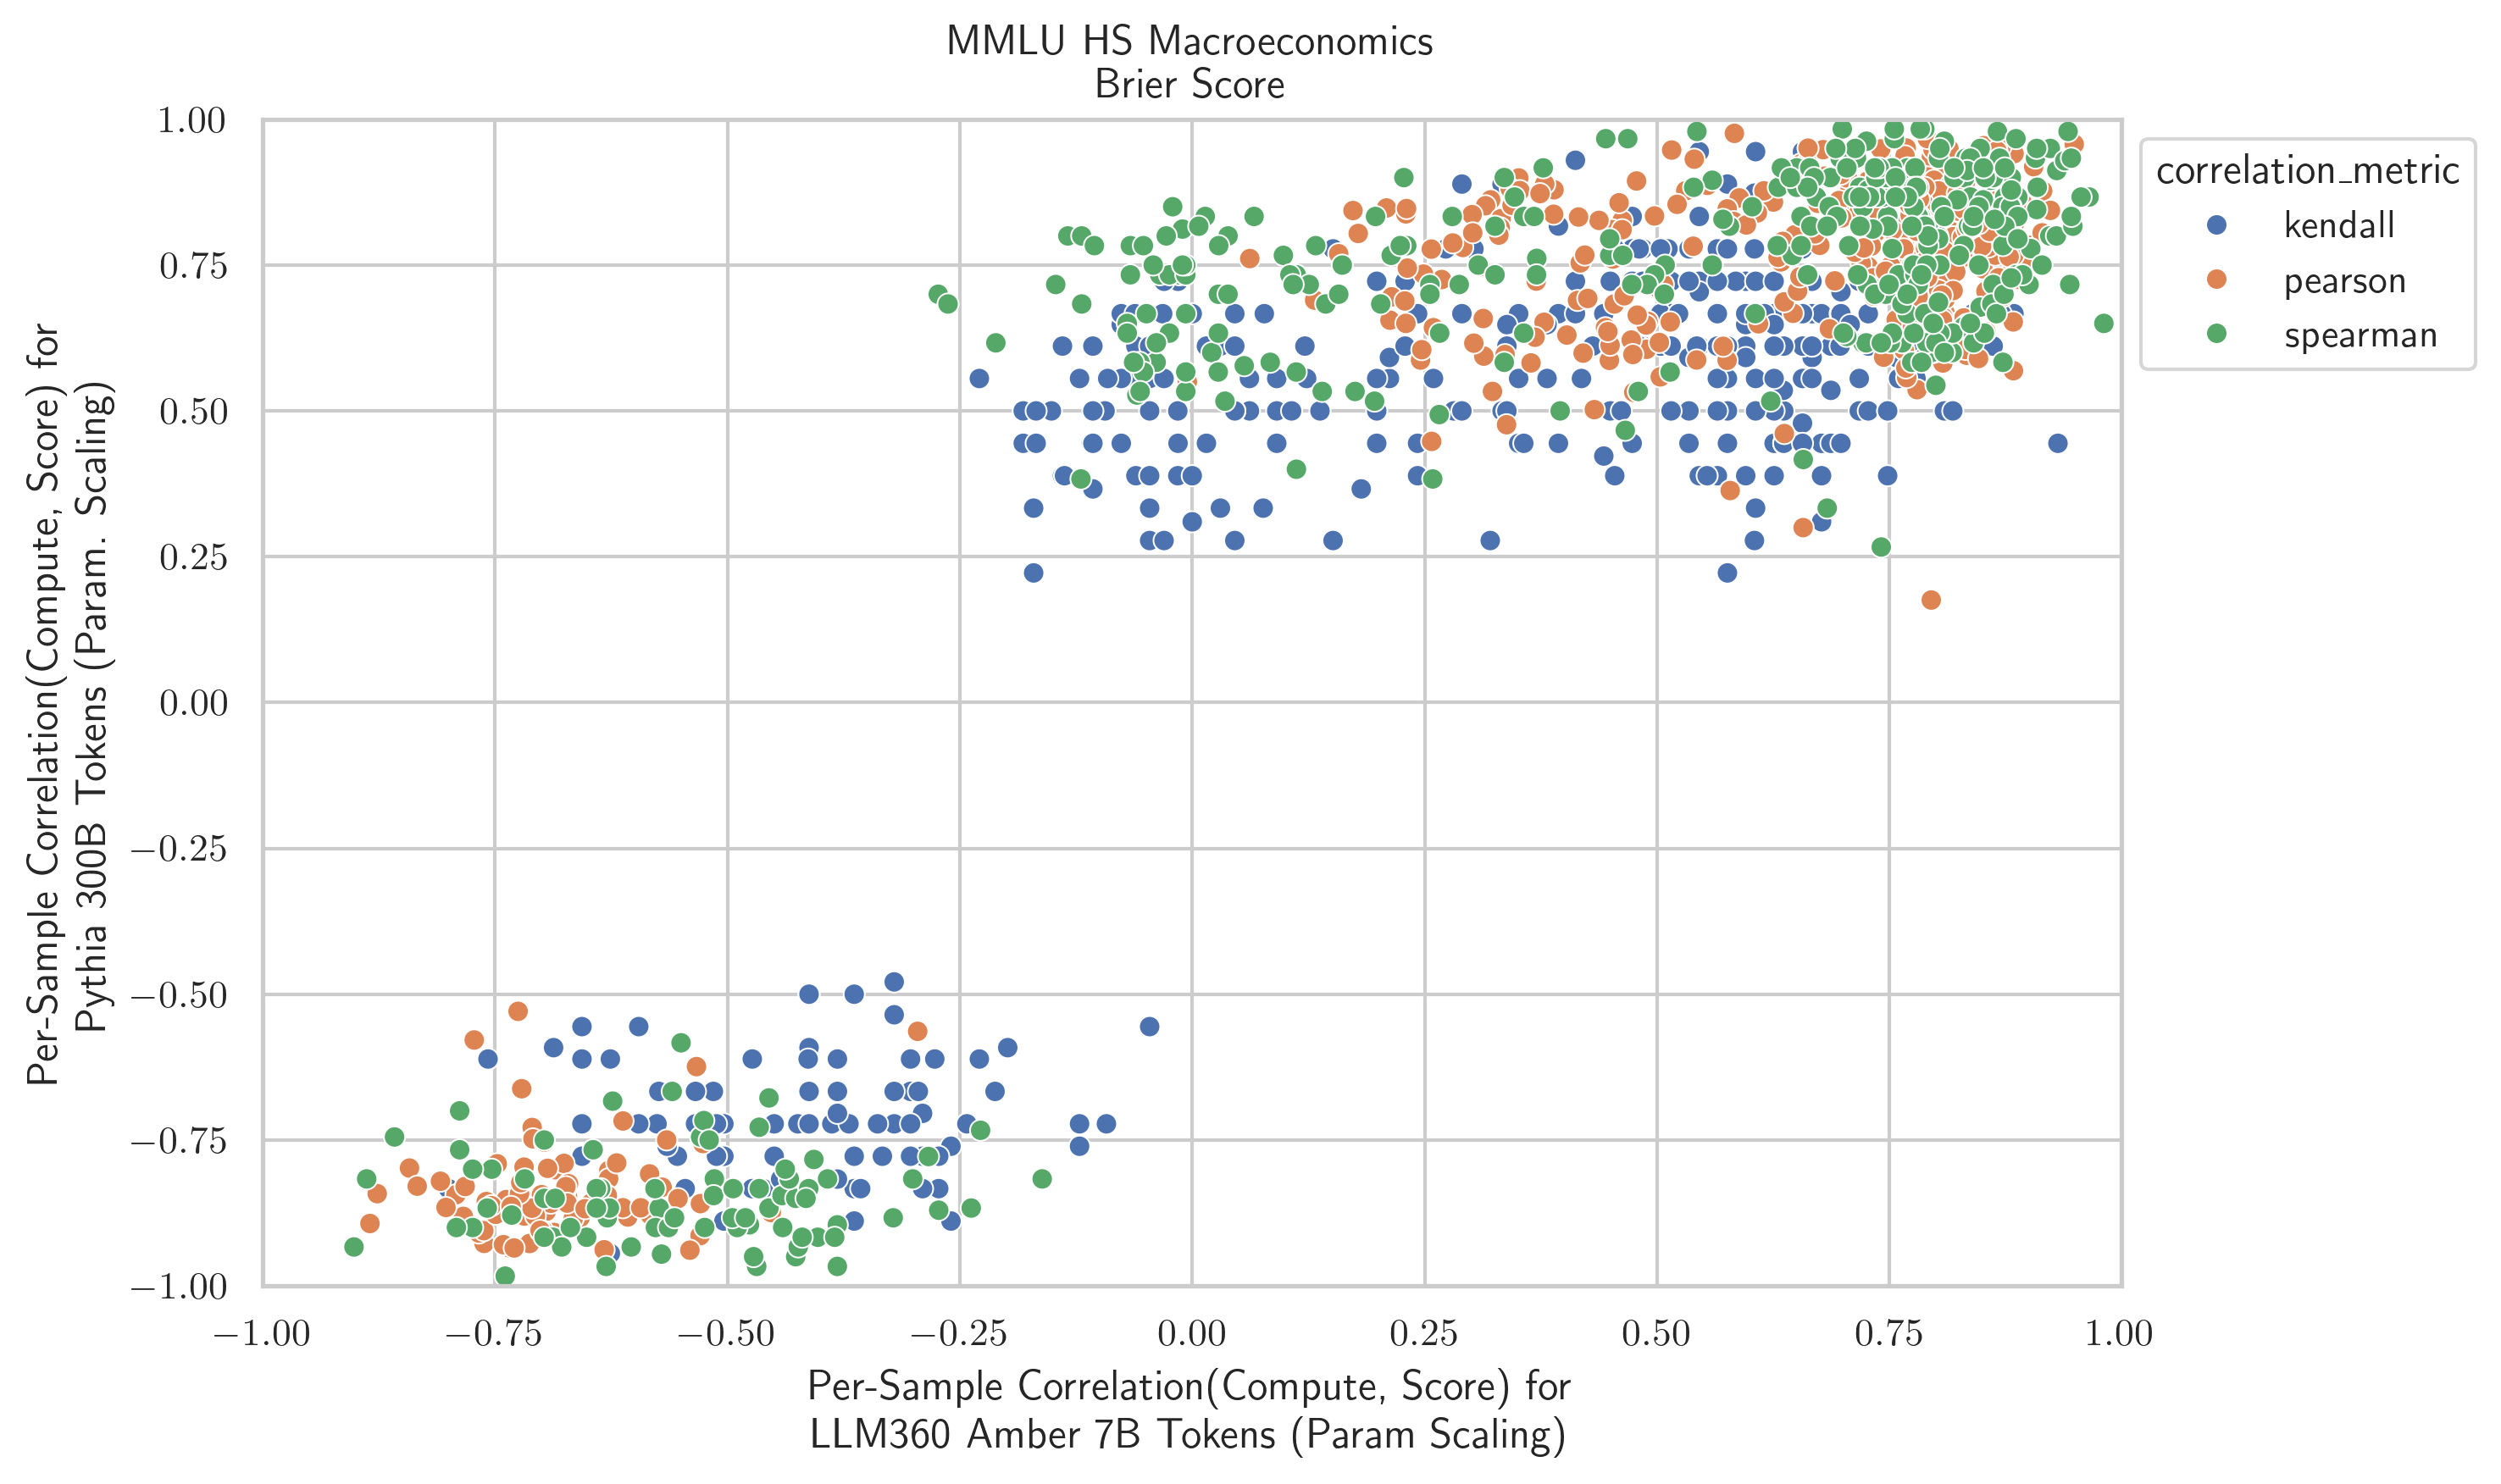 MMLU HS Macroeconomics
Brier Score
1.00
0.75
0.50
0.25
0.00
−0.25
−0.50
−0.75
−1.00
Per-Sample Correlation(Compute, Score) for
Pythia 300B Tokens (Param. Scaling)
−1.00
−0.75
−0.50
−0.25
0.00
0.25
0.50
0.75
1.00
Per-Sample Correlation(Compute, Score) for
LLM360 Amber 7B Tokens (Param Scaling)
correlation_metric
kendall
pearson
spearman